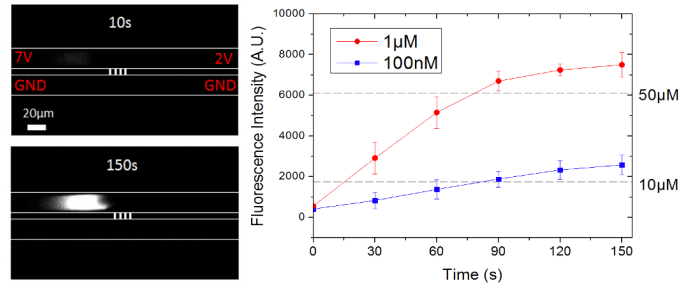 10s
7V 2V
GND GND
20µm
150s
Fluorescence Intensity (A.U.)
10000
8000
6000
4000
2000
0
1µM
100nM
50µM
10µM
0 30 60 90 120 150
Time (s)